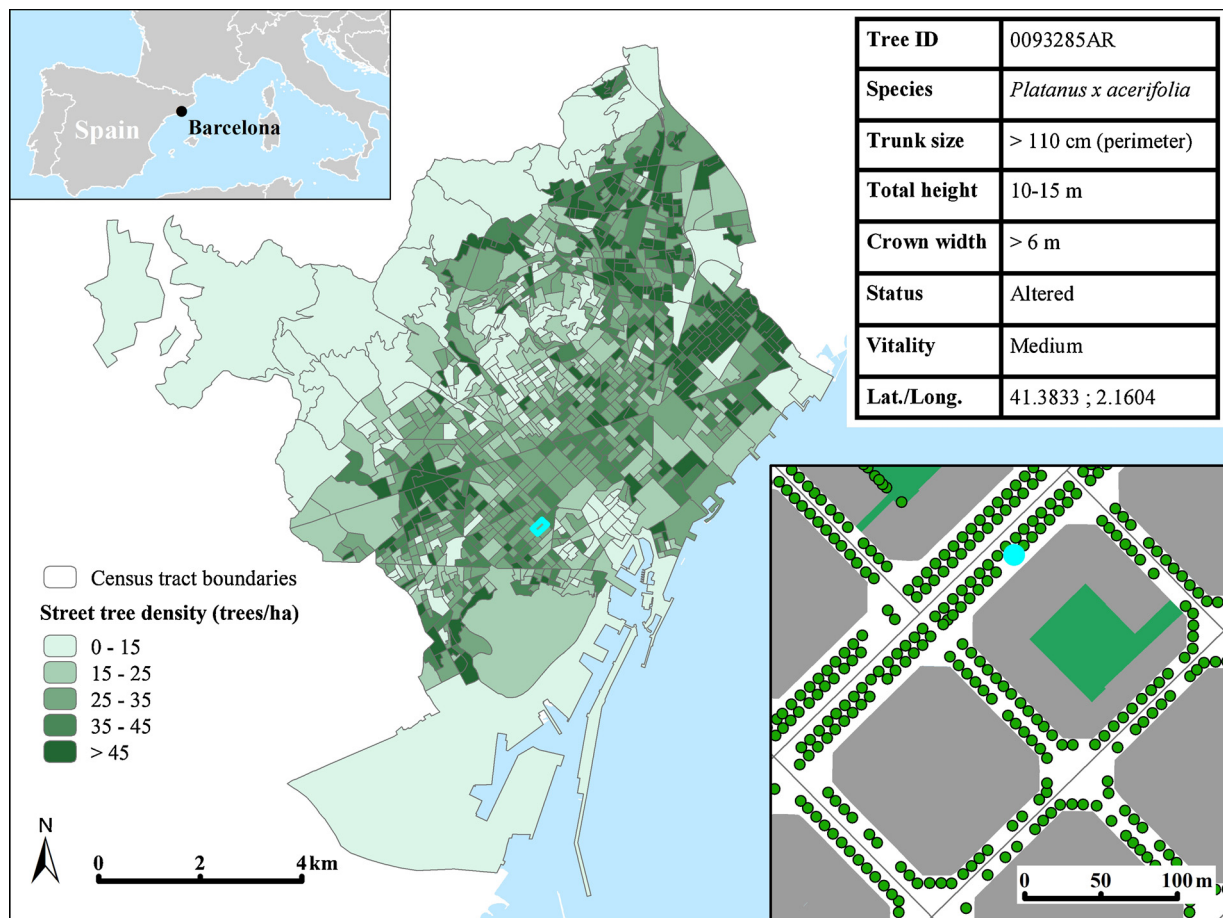 Spain
Barcelona
Tree ID 0093285AR
Species Platanus x acerifolia
Trunk size > 110 cm (perimeter)
Total height 10-15 m
Crown width > 6 m
Status Altered
Vitality Medium
Lat./Long. 41.3833 ; 2.1604
Census tract boundaries
Street tree density (trees/ha)
0 - 15
15 - 25
25 - 35
35 - 45
> 45
N
0 2 4 km
0 50 100 m